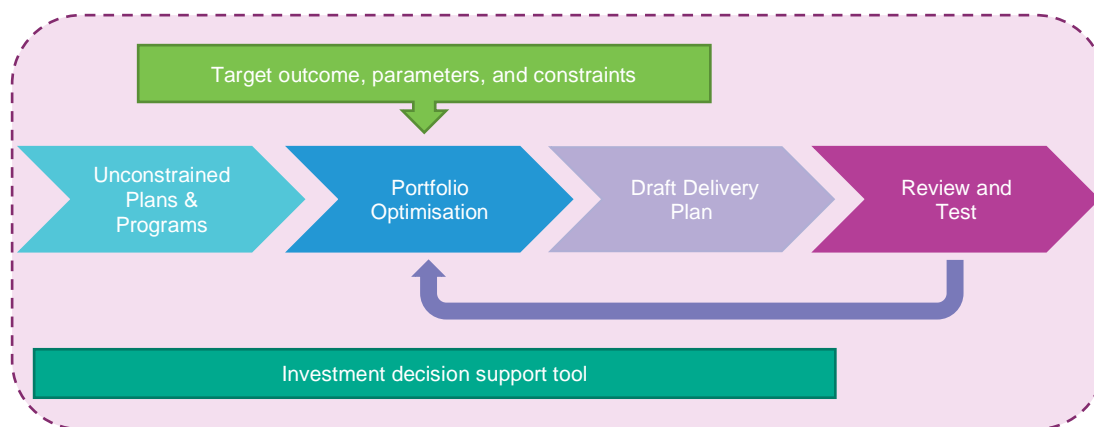 Target outcome, parameters, and constraints
Unconstrained
Plans &
Programs
Portfolio
Optimisation
Draft Delivery
Plan
Review and
Test
Investment decision support tool